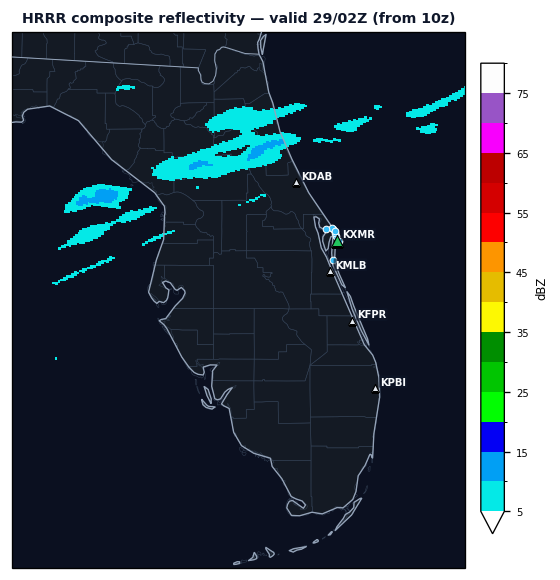 HRRR composite reflectivity — valid 29/02Z (from 10z)
KDAB
KXMR
KMLB
KFPR
KPBI
75
65
55
45
35
25
15
5
dBZ